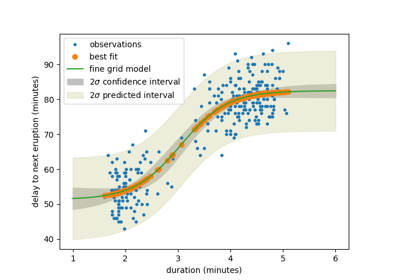 observations
best fit
fine grid model
2σ confidence interval
2σ predicted interval
90
80
70
60
50
40
delay to next eruption (minutes)
1 2 3 4 5 6
duration (minutes)